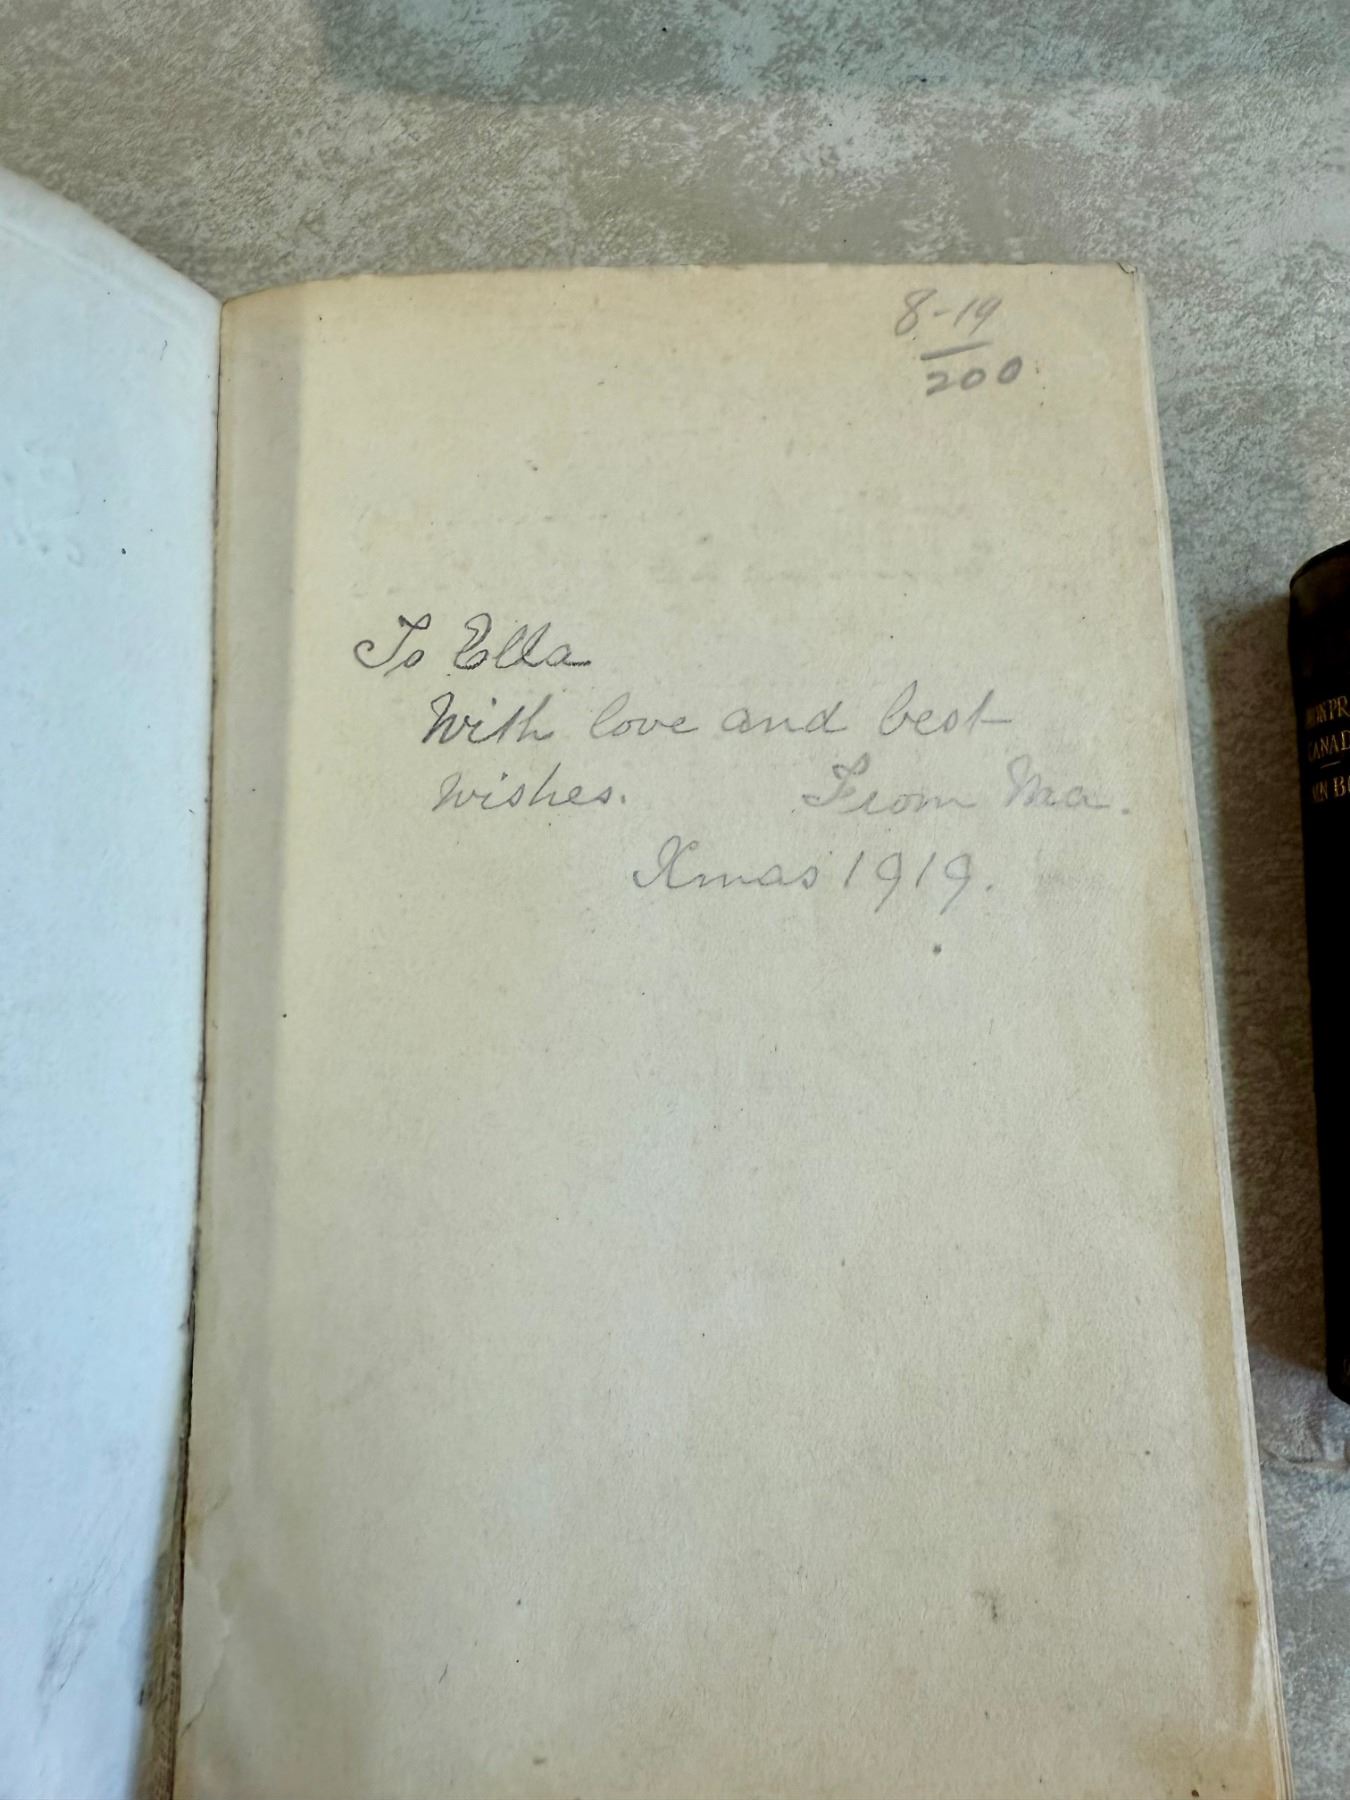 8-19
200
To Ella
With love and best
wishes. From Ma.
Xmas 1919.